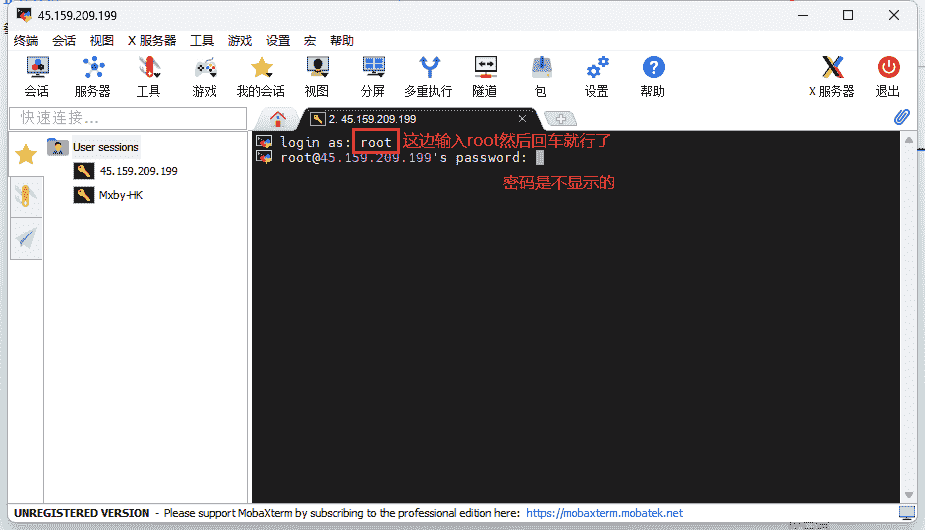 45.159.209.199
终端 会话 视图 X 服务器 工具 游戏 设置 宏 帮助
会话 服务器 工具 游戏 我的会话 视图 分屏 多重执行 隧道 包 设置 帮助 X 服务器 退出
快速连接...
2. 45.159.209.199
User sessions
45.159.209.199
Mxby-HK
login as: root 这边输入root然后回车就行了
root@45.159.209.199's password:
密码是不显示的
UNREGISTERED VERSION - Please support MobaXterm by subscribing to the professional edition here: https://mobaxterm.mobatek.net